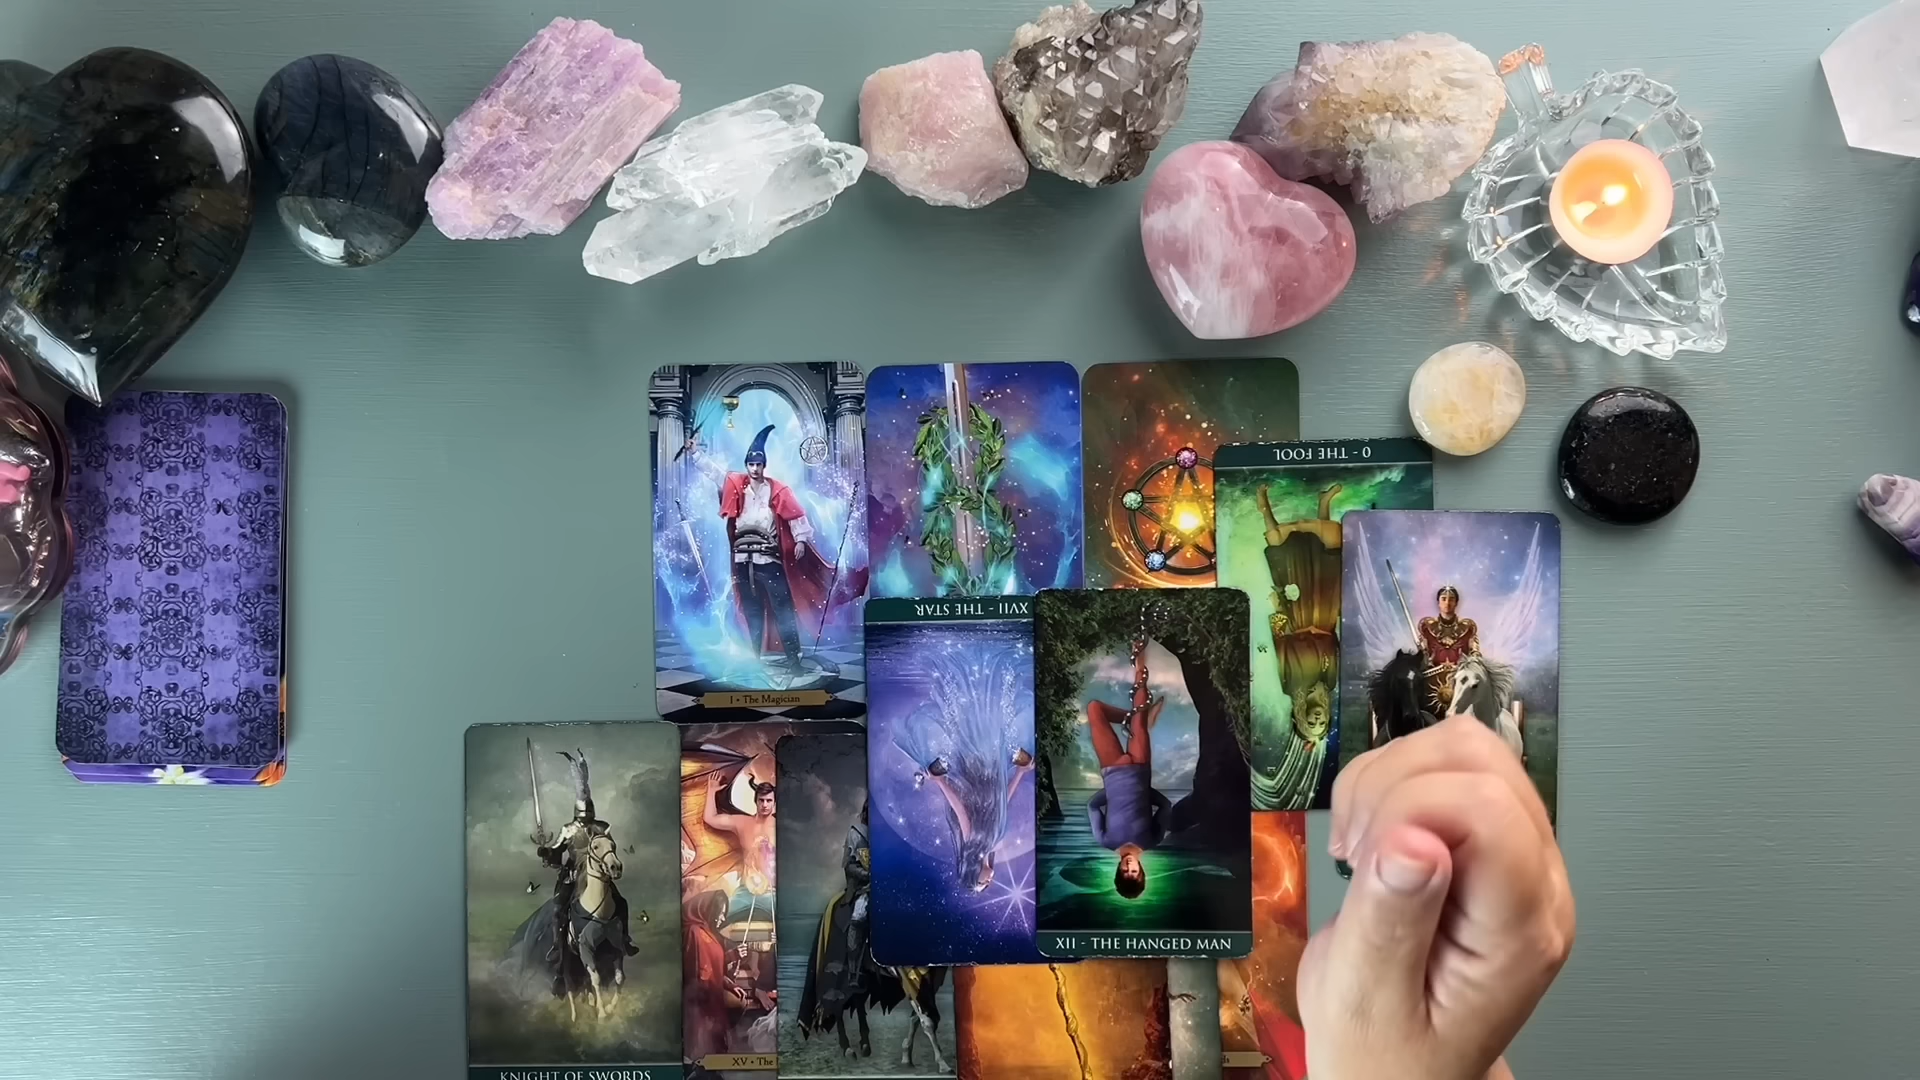 0 - THE FOOL
XVII - THE STAR
I • The Magician
XII - THE HANGED MAN
XV • The
KNIGHT OF SWORDS